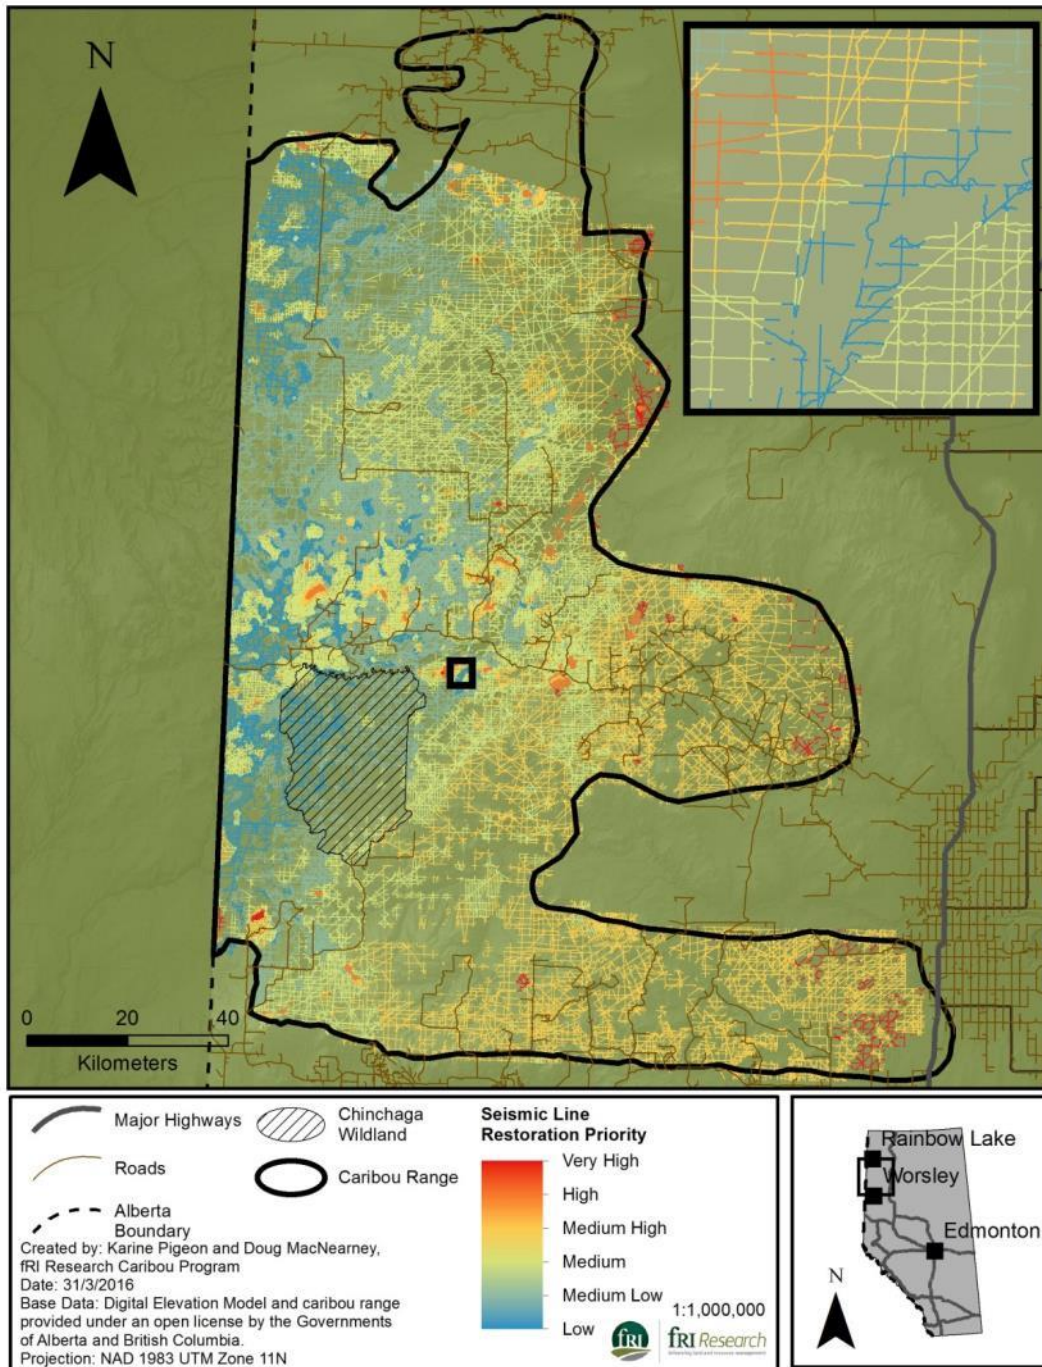 N
0 20 40
Kilometers
Major Highways
Roads
Alberta
Boundary
Chinchaga
Wildland
Caribou Range
Seismic Line
Restoration Priority
Very High
High
Medium High
Medium
Medium Low
Low
Created by: Karine Pigeon and Doug MacNearney,
fRI Research Caribou Program
Date: 31/3/2016
Base Data: Digital Elevation Model and caribou range
provided under an open license by the Governments
of Alberta and British Columbia.
Projection: NAD 1983 UTM Zone 11N
1:1,000,000
fRI
fRI Research
Rainbow Lake
Worsley
Edmonton
N